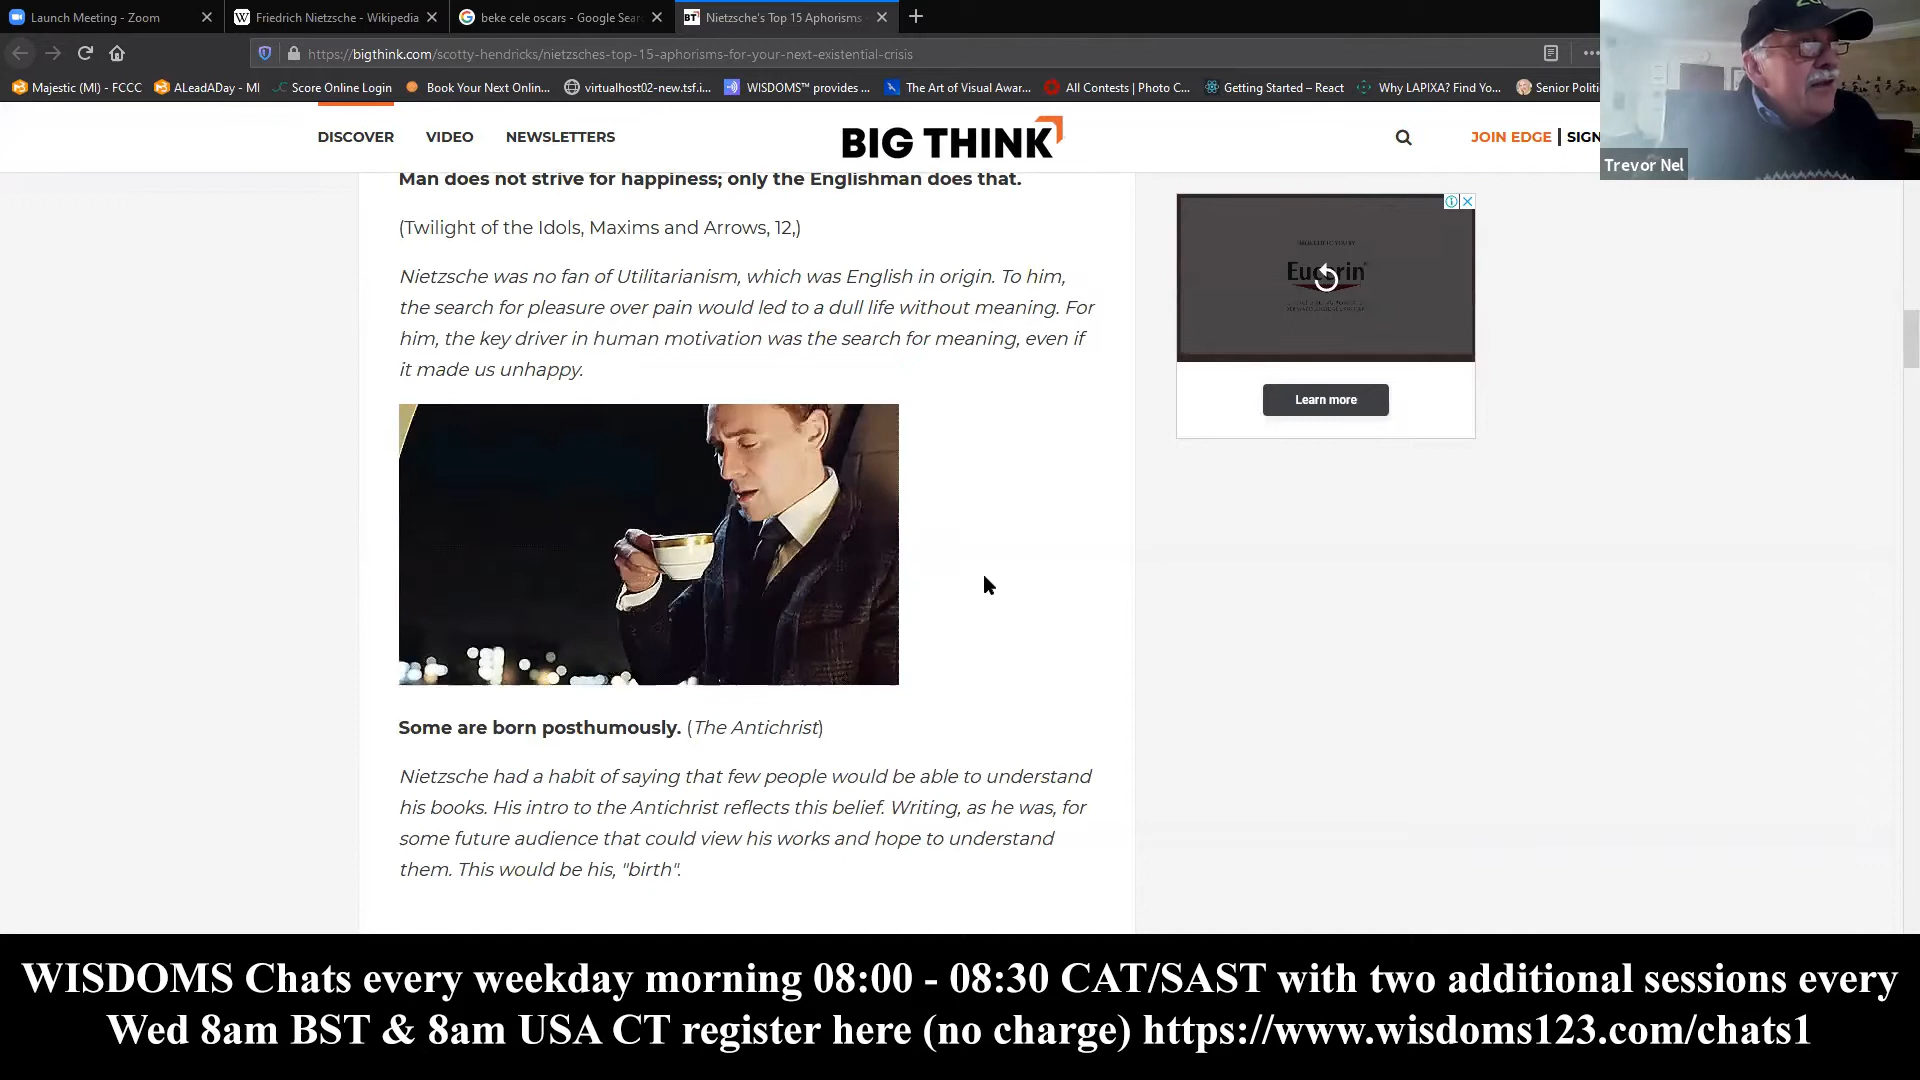 Launch Meeting - Zoom
Friedrich Nietzsche - Wikipedia
beke cele oscars - Google Sear
BT
Nietzsche's Top 15 Aphorisms
https://bigthink.com/scotty-hendricks/nietzsches-top-15-aphorisms-for-your-next-existential-crisis
Majestic (MI) - FCCC
ALeadADay - MI
Score Online Login
Book Your Next Onlin...
virtualhost02-new.tsf.i...
WISDOMS™ provides ...
The Art of Visual Awar...
All Contests | Photo C...
Getting Started – React
Why LAPIXA? Find Yo...
Senior Politi
Trevor Nel
DISCOVER
VIDEO
NEWSLETTERS
BIG THINK
JOIN EDGE | SIGN
Man does not strive for happiness; only the Englishman does that.
(Twilight of the Idols, Maxims and Arrows, 12,)
Nietzsche was no fan of Utilitarianism, which was English in origin. To him,
the search for pleasure over pain would led to a dull life without meaning. For
him, the key driver in human motivation was the search for meaning, even if
it made us unhappy.
Eucerin
Learn more
Some are born posthumously. (The Antichrist)
Nietzsche had a habit of saying that few people would be able to understand
his books. His intro to the Antichrist reflects this belief. Writing, as he was, for
some future audience that could view his works and hope to understand
them. This would be his, "birth".
WISDOMS Chats every weekday morning 08:00 - 08:30 CAT/SAST with two additional sessions every
Wed 8am BST & 8am USA CT register here (no charge) https://www.wisdoms123.com/chats1